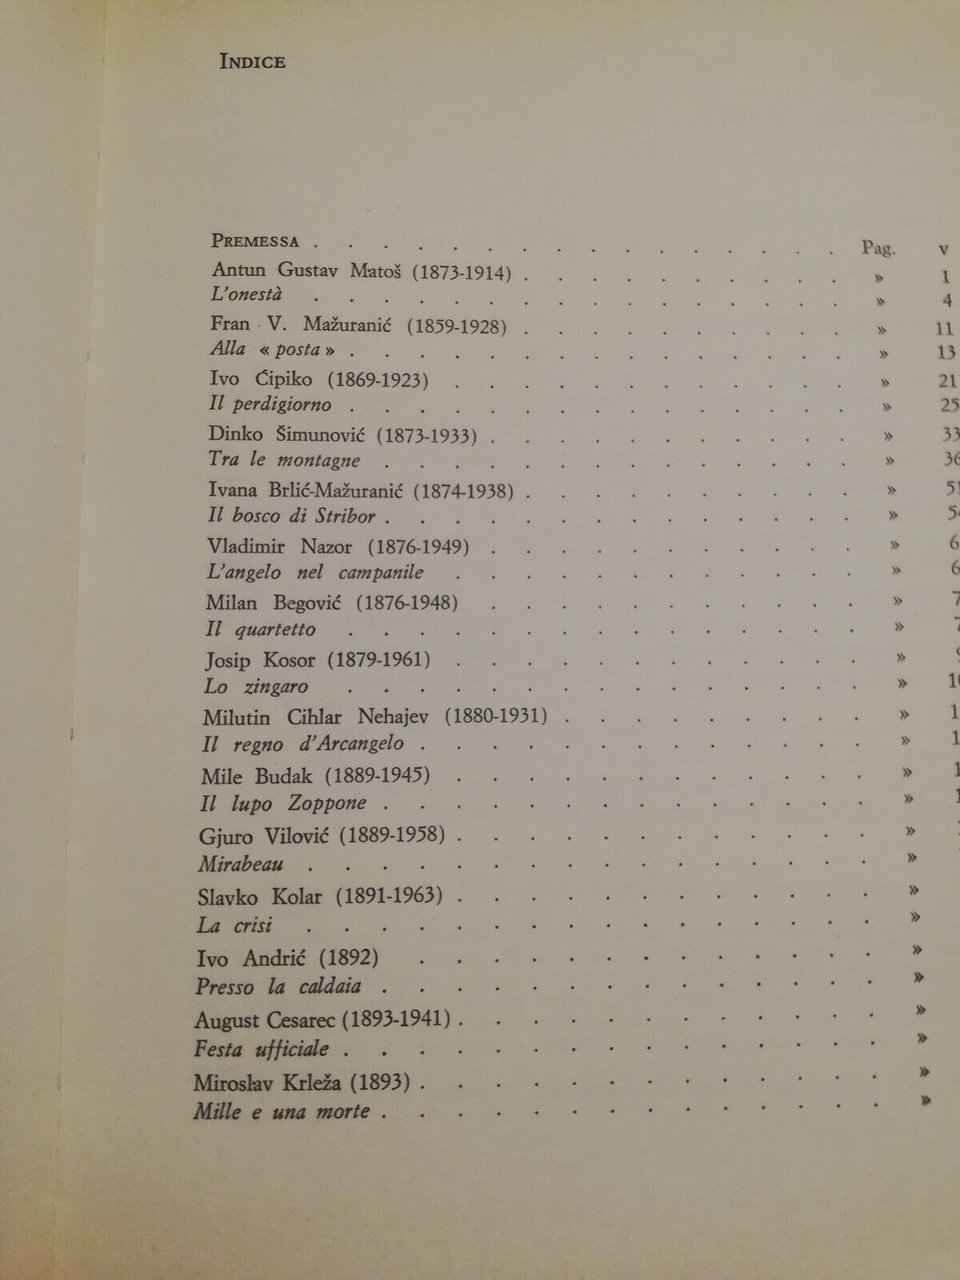 INDICE
PREMESSA . . . . . . . . . . . . . . . Pag. v
Antun Gustav Matoš (1873-1914) . . . . . . . . . » 1
L'onestà . . . . . . . . . . . . . . . » 4
Fran V. Mažuranić (1859-1928) . . . . . . . . . » 11
Alla « posta » . . . . . . . . . . . . . . » 13
Ivo Ćipiko (1869-1923) . . . . . . . . . . . » 21
Il perdigiorno . . . . . . . . . . . . . . » 25
Dinko Šimunović (1873-1933) . . . . . . . . . . » 33
Tra le montagne . . . . . . . . . . . . . » 36
Ivana Brlić-Mažuranić (1874-1938) . . . . . . . . . » 51
Il bosco di Stribor . . . . . . . . . . . . . »
Vladimir Nazor (1876-1949) . . . . . . . . . . »
L'angelo nel campanile . . . . . . . . . . . »
Milan Begović (1876-1948) . . . . . . . . . . »
Il quartetto . . . . . . . . . . . . . . »
Josip Kosor (1879-1961) . . . . . . . . . . . »
Lo zingaro . . . . . . . . . . . . . . »
Milutin Cihlar Nehajev (1880-1931) . . . . . . . . »
Il regno d'Arcangelo . . . . . . . . . . . . »
Mile Budak (1889-1945) . . . . . . . . . . . »
Il lupo Zoppone . . . . . . . . . . . . . »
Gjuro Vilović (1889-1958) . . . . . . . . . . . »
Mirabeau . . . . . . . . . . . . . . . »
Slavko Kolar (1891-1963) . . . . . . . . . . . »
La crisi . . . . . . . . . . . . . . . »
Ivo Andrić (1892) . . . . . . . . . . . . »
Presso la caldaia . . . . . . . . . . . . . »
August Cesarec (1893-1941) . . . . . . . . . . . »
Festa ufficiale . . . . . . . . . . . . . . »
Miroslav Krleža (1893) . . . . . . . . . . . . »
Mille e una morte . . . . . . . . . . . . . »